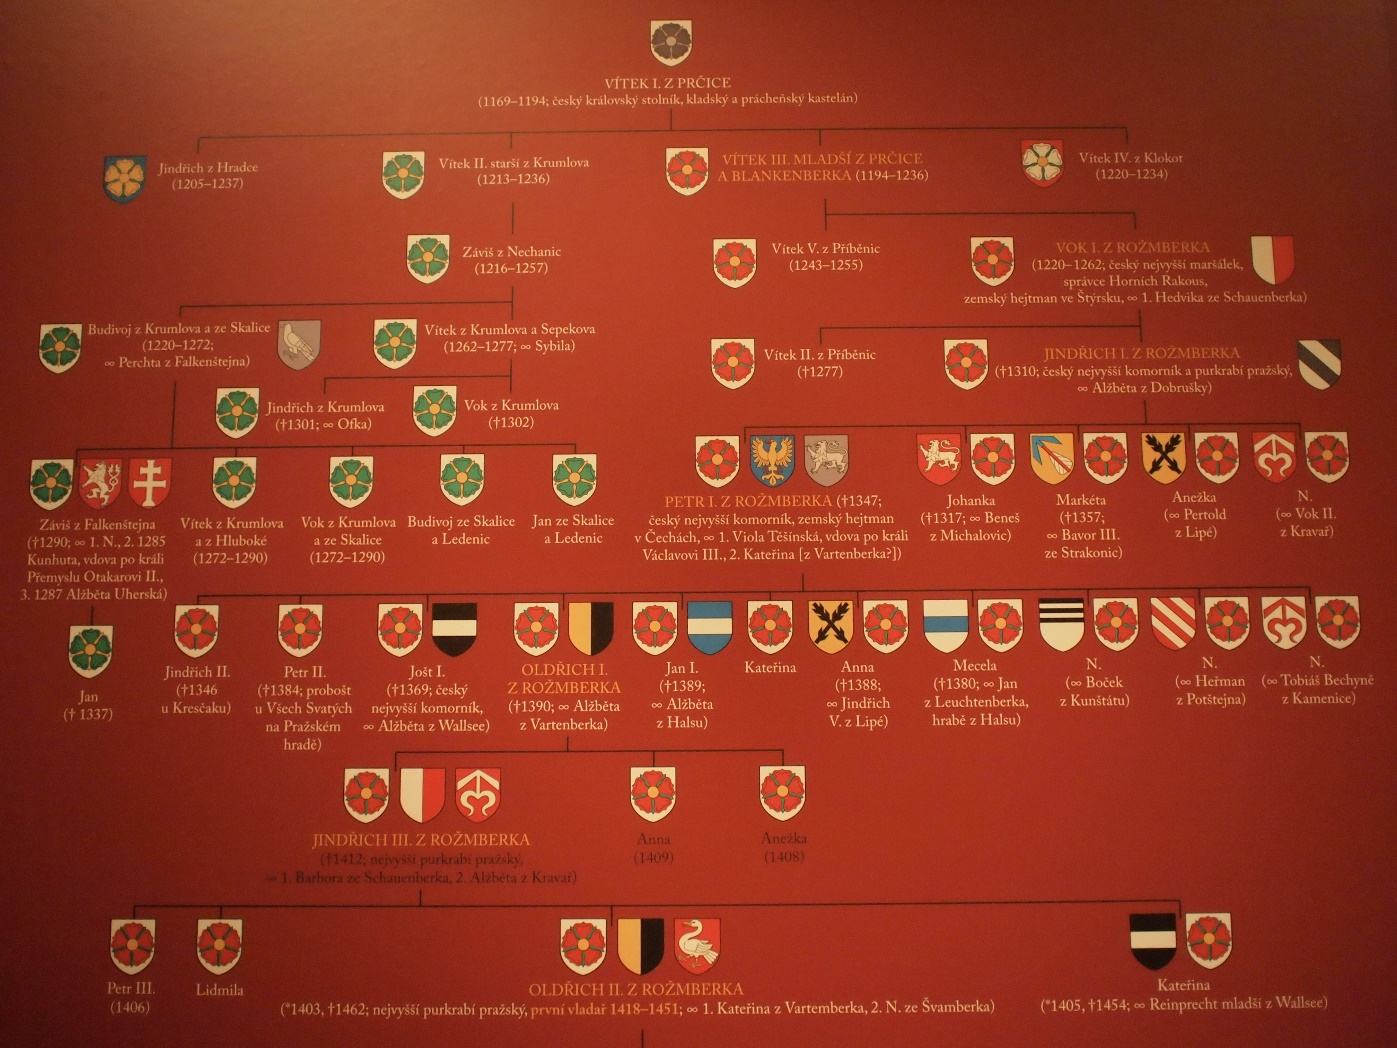 VÍTEK I. Z PRČICE
(1169–1194; český královský stolník, kladský a prácheňský kastelán)
Jindřich z Hradce
(1205–1237)
Vítek II. starší z Krumlova
(1213–1236)
VÍTEK III. MLADŠÍ Z PRČICE
A BLANKENBERKA (1194–1236)
Vítek IV. z Klokot
(1220–1234)
Záviš z Nechanic
(1216–1257)
Vítek V. z Příběnic
(1243–1255)
VOK I. Z ROŽMBERKA
(1220–1262; český nejvyšší maršálek,
správce Horních Rakous,
zemský hejtman ve Štýrsku, ∞ 1. Hedvika ze Schauenberka)
Budivoj z Krumlova a ze Skalice
(1220–1272;
∞ Perchta z Falkenštejna)
Vítek z Krumlova a Sepekova
(1262–1277; ∞ Sybila)
Vítek II. z Příběnic
(†1277)
JINDŘICH I. Z ROŽMBERKA
(†1310; český nejvyšší komorník a purkrabí pražský,
∞ Alžběta z Dobrušky)
Jindřich z Krumlova
(†1301; ∞ Ofka)
Vok z Krumlova
(†1302)
Záviš z Falkenštejna
(†1290; ∞ 1. N., 2. 1285
Kunhuta, vdova po králi
Přemyslu Otakarovi II.,
3. 1287 Alžběta Uherská)
Vítek z Krumlova
a z Hluboké
(1272–1290)
Vok z Krumlova
a ze Skalice
(1272–1290)
Budivoj ze Skalice
a Ledenic
Jan ze Skalice
a Ledenic
PETR I. Z ROŽMBERKA (†1347;
český nejvyšší komorník, zemský hejtman
v Čechách, ∞ 1. Viola Těšínská, vdova po králi
Václavovi III., 2. Kateřina [z Vartenberka?])
Johanka
(†1317; ∞ Beneš
z Michalovic)
Markéta
(†1357;
∞ Bavor III.
ze Strakonic)
Anežka
(∞ Pertold
z Lipé)
N.
(∞ Vok II.
z Kravař)
Jan
(† 1337)
Jindřich II.
(†1346
u Kresčaku)
Petr II.
(†1384; probošt
u Všech Svatých
na Pražském
hradě)
Jošt I.
(†1369; český
nejvyšší komorník,
∞ Alžběta z Wallsee)
OLDŘICH I.
Z ROŽMBERKA
(†1390; ∞ Alžběta
z Vartenberka)
Jan I.
(†1389;
∞ Alžběta
z Halsu)
Kateřina
Anna
(†1388;
∞ Jindřich
V. z Lipé)
Mecela
(†1380; ∞ Jan
z Leuchtenberka,
hrabě z Halsu)
N.
(∞ Boček
z Kunštátu)
N.
(∞ Heřman
z Potštejna)
N.
(∞ Tobiáš Bechyně
z Kamenice)
JINDŘICH III. Z ROŽMBERKA
(†1412; nejvyšší purkrabí pražský,
∞ 1. Barbora ze Schauenberka, 2. Alžběta z Kravař)
Anna
(1409)
Anežka
(1408)
Petr III.
(1406)
Lidmila
OLDŘICH II. Z ROŽMBERKA
(*1403, †1462; nejvyšší purkrabí pražský, první vladař 1418–1451; ∞ 1. Kateřina z Vartemberka, 2. N. ze Švamberka)
Kateřina
(*1405, †1454; ∞ Reinprecht mladší z Wallsee)